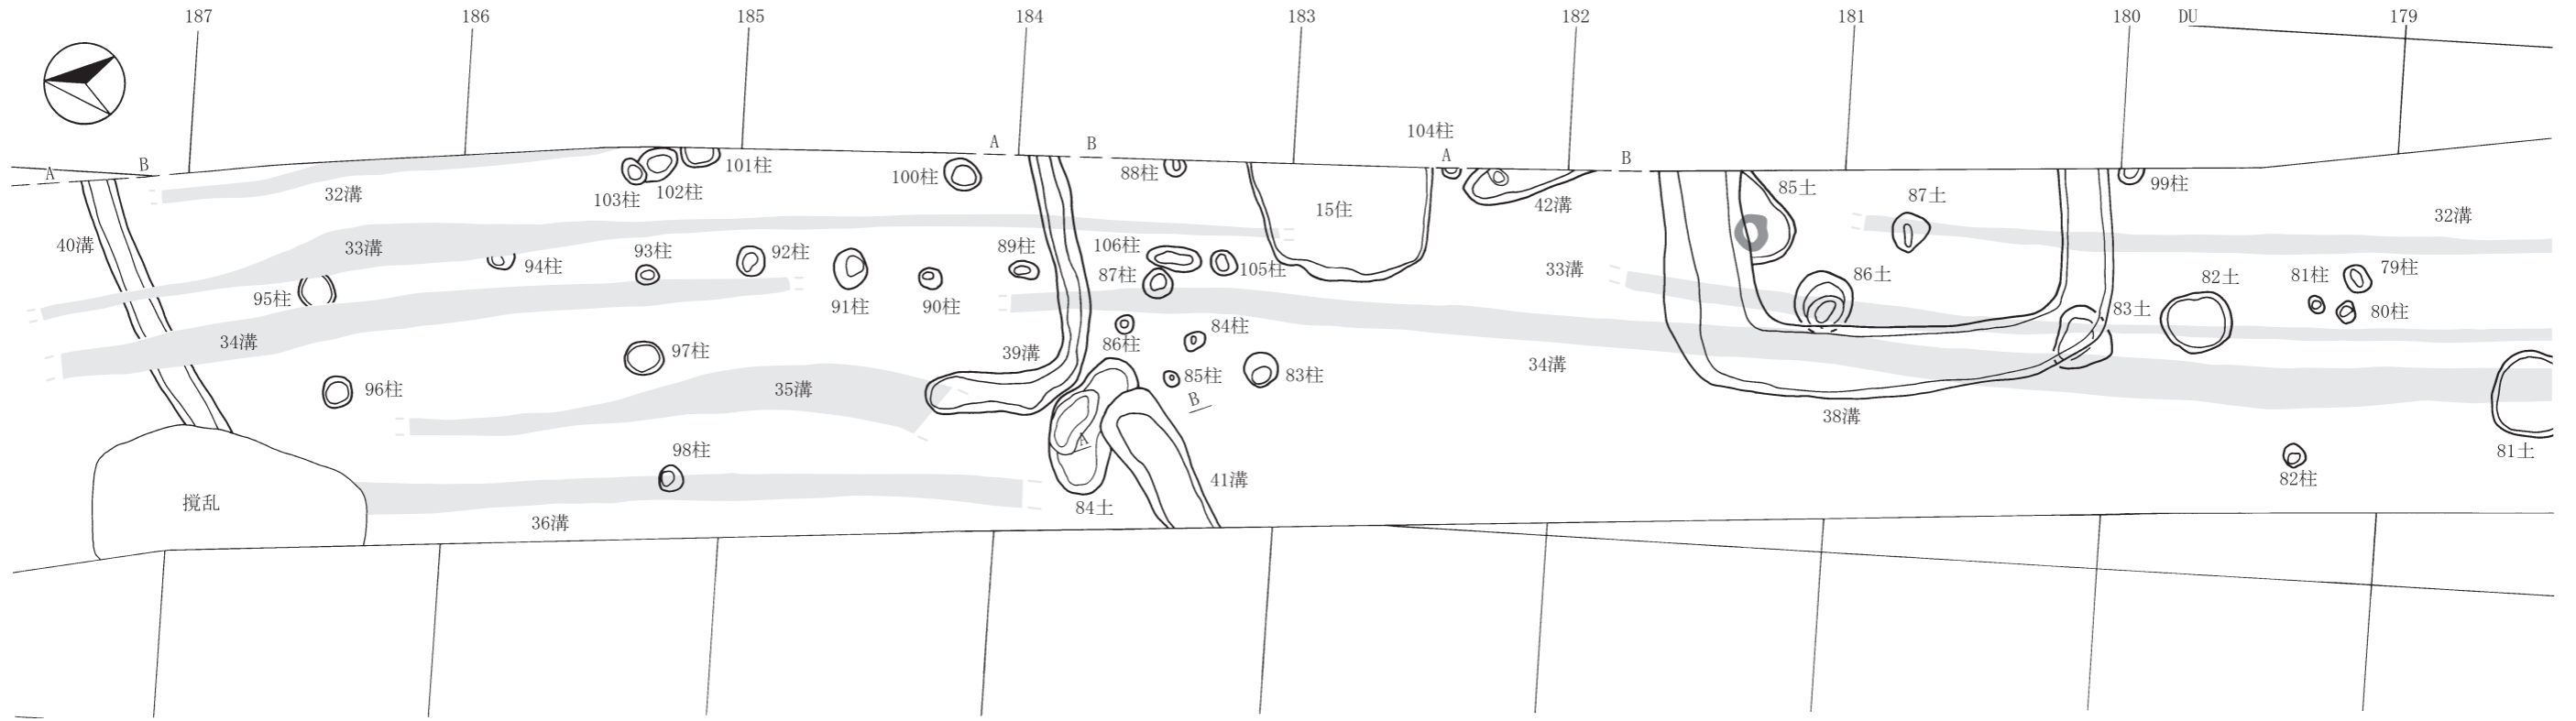 187 186 185 184 183 182 181 180 DU 179
104柱
A B A B A B
101柱
103柱 102柱
100柱
88柱
99柱
32溝
15住
42溝
85土
87土
32溝
40溝
33溝
94柱
93柱
92柱
89柱
106柱
105柱
87柱
33溝
86土
82土
81柱
79柱
95柱
91柱
90柱
83土
80柱
34溝
97柱
39溝
86柱
84柱
34溝
96柱
35溝
85柱
83柱
B
38溝
A
98柱
41溝
82柱
81土
撹乱
36溝
84土